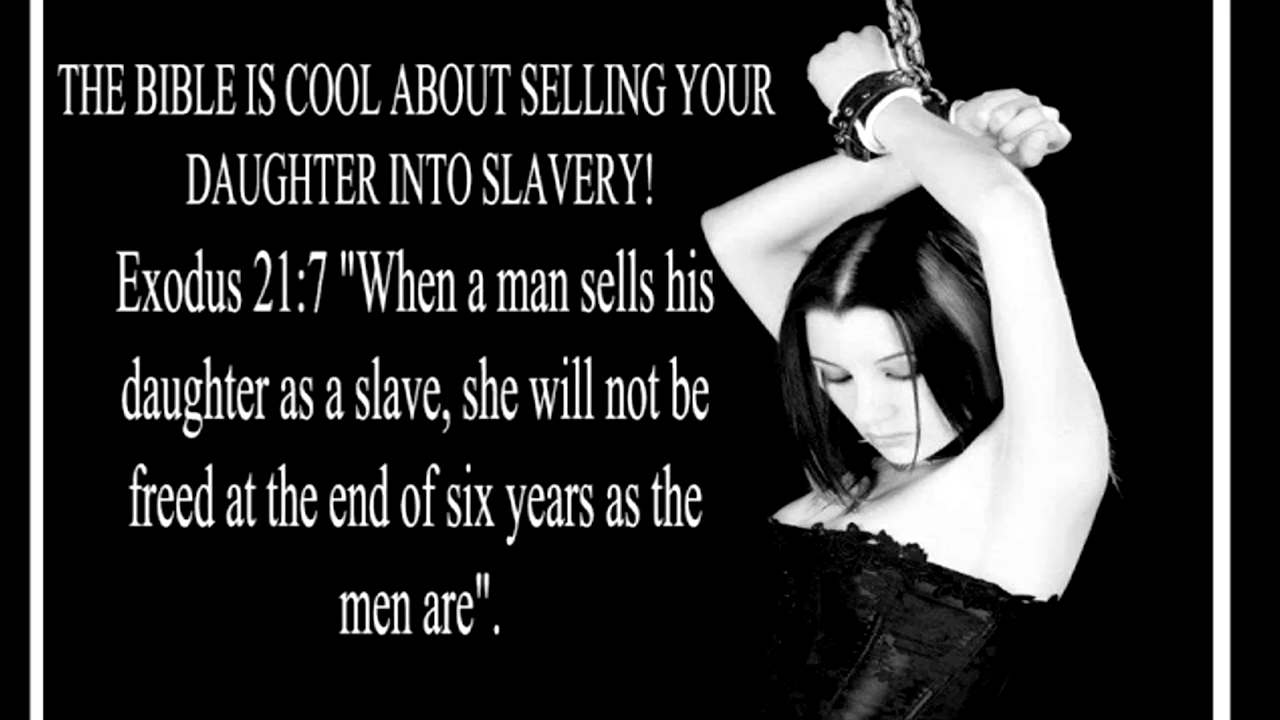 THE BIBLE IS COOL ABOUT SELLING YOUR
DAUGHTER INTO SLAVERY!
Exodus 21:7 "When a man sells his
daughter as a slave, she will not be
freed at the end of six years as the
men are".